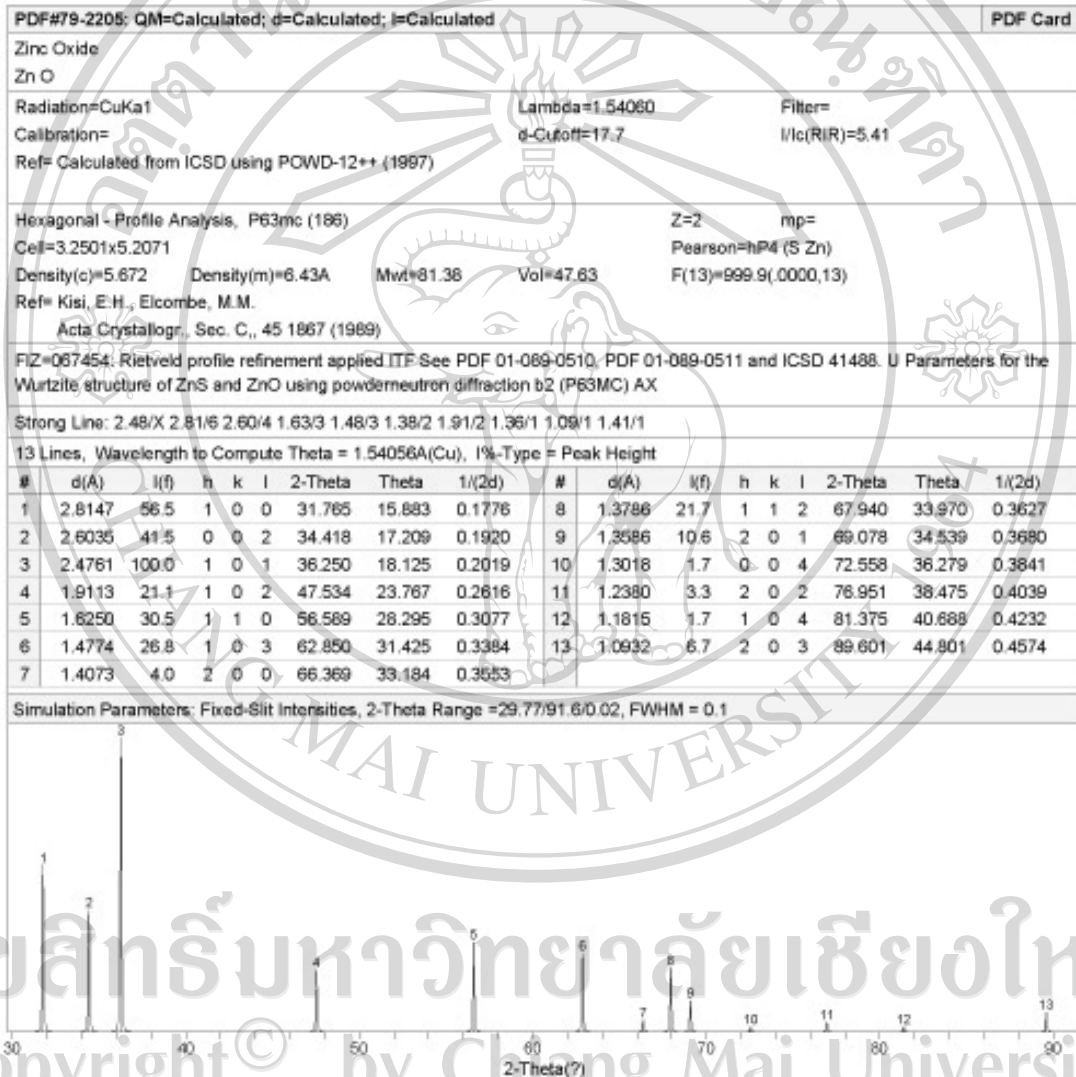 PDF#79-2205: QM=Calculated; d=Calculated; I=Calculated PDF Card
Zinc Oxide
Zn O
Radiation=CuKa1 Lambda=1.54060 Filter=
Calibration= d-Cutoff=17.7 I/Ic(RIR)=5.41
Ref= Calculated from ICSD using POWD-12++ (1997)
Hexagonal - Profile Analysis, P63mc (186) Z=2 mp=
Cell=3.2501x5.2071 Pearson=hP4 (S Zn)
Density(c)=5.672 Density(m)=6.43A Mwt=81.38 Vol=47.63 F(13)=999.9(.0000,13)
Ref= Kisi, E.H., Elcombe, M.M.
Acta Crystallogr., Sec. C,, 45 1867 (1989)
FIZ=067454: Rietveld profile refinement applied ITF See PDF 01-089-0510, PDF 01-089-0511 and ICSD 41488. U Parameters for the
Wurtzite structure of ZnS and ZnO using powderneutron diffraction b2 (P63MC) AX
Strong Line: 2.48/X 2.81/6 2.60/4 1.63/3 1.48/3 1.38/2 1.91/2 1.36/1 1.09/1 1.41/1
13 Lines, Wavelength to Compute Theta = 1.54056A(Cu), I%-Type = Peak Height
# d(A) I(f) h k l 2-Theta Theta 1/(2d) # d(A) I(f) h k l 2-Theta Theta 1/(2d)
1 2.8147 56.5 1 0 0 31.765 15.883 0.1776 8 1.3786 21.7 1 1 2 67.940 33.970 0.3627
2 2.6035 41.5 0 0 2 34.418 17.209 0.1920 9 1.3586 10.6 2 0 1 69.078 34.539 0.3680
3 2.4761 100.0 1 0 1 36.250 18.125 0.2019 10 1.3018 1.7 0 0 4 72.558 36.279 0.3841
4 1.9113 21.1 1 0 2 47.534 23.767 0.2616 11 1.2380 3.3 2 0 2 76.951 38.475 0.4039
5 1.6250 30.5 1 1 0 56.589 28.295 0.3077 12 1.1815 1.7 1 0 4 81.375 40.688 0.4232
6 1.4774 26.8 1 0 3 62.850 31.425 0.3384 13 1.0932 6.7 2 0 3 89.601 44.801 0.4574
7 1.4073 4.0 2 0 0 66.369 33.184 0.3553
Simulation Parameters: Fixed-Slit Intensities, 2-Theta Range =29.77/91.6/0.02, FWHM = 0.1
CHIANG MAI UNIVERSITY 1964
3
1
2
5
6
4
8
9
7
10
11
12
13
สิทธิ์มหาวิทยาลัยเชียงให
30 40 50 60 70 80 90
2-Theta(?)
opyright © by Chiang Mai Universi